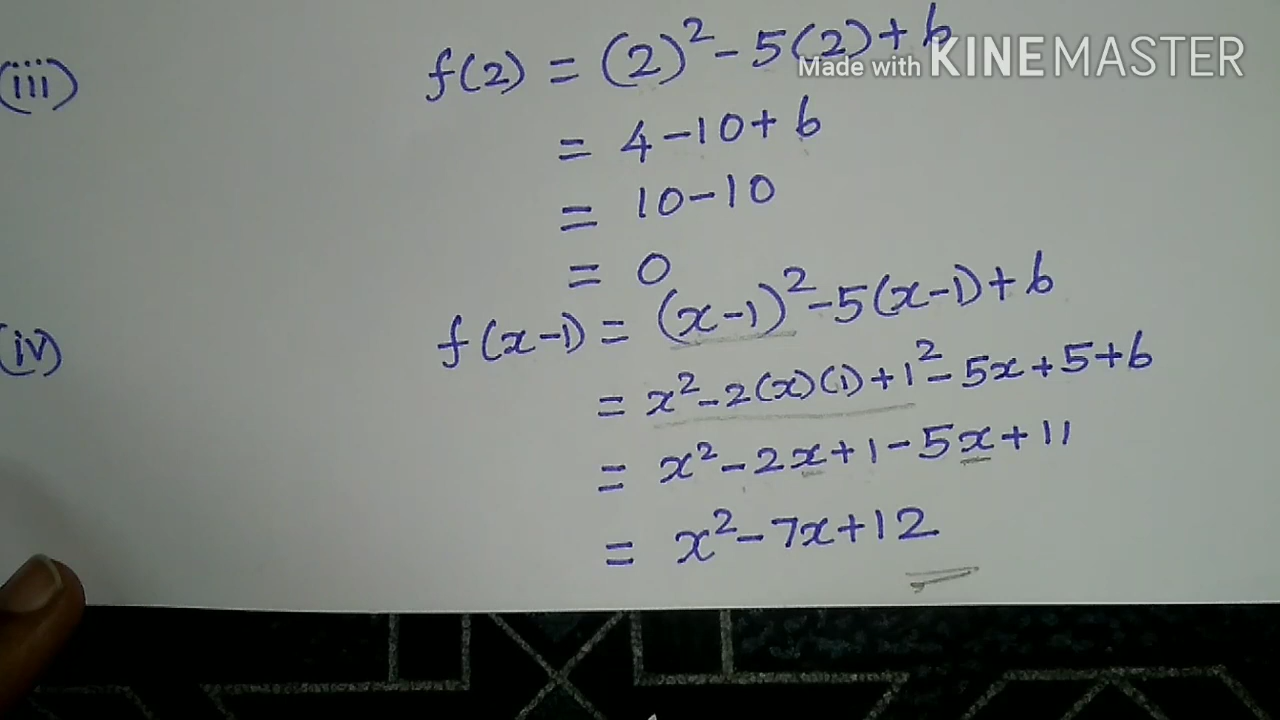 (iii) f(2) = (2)² - 5(2) + 6
Made with KINEMASTER
= 4 - 10 + 6
= 10 - 10
= 0
(iv) f(x-1) = (x-1)² - 5(x-1) + 6
= x² - 2(x)(1) + 1² - 5x + 5 + 6
= x² - 2x + 1 - 5x + 11
= x² - 7x + 12